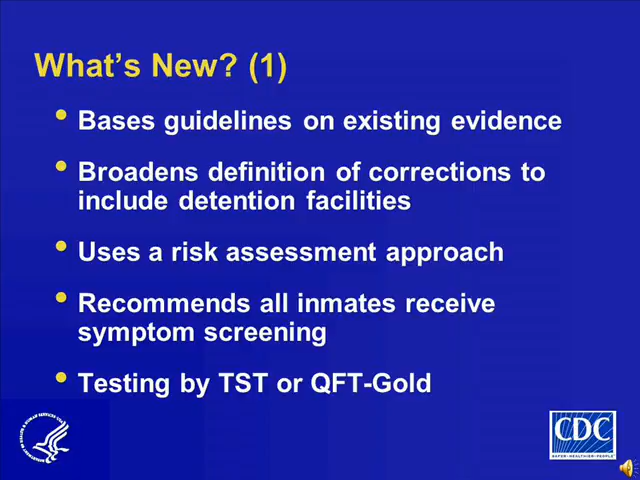 What's New? (1)
• Bases guidelines on existing evidence
• Broadens definition of corrections to
include detention facilities
• Uses a risk assessment approach
• Recommends all inmates receive
symptom screening
• Testing by TST or QFT-Gold
CDC
SAFER • HEALTHIER • PEOPLE™